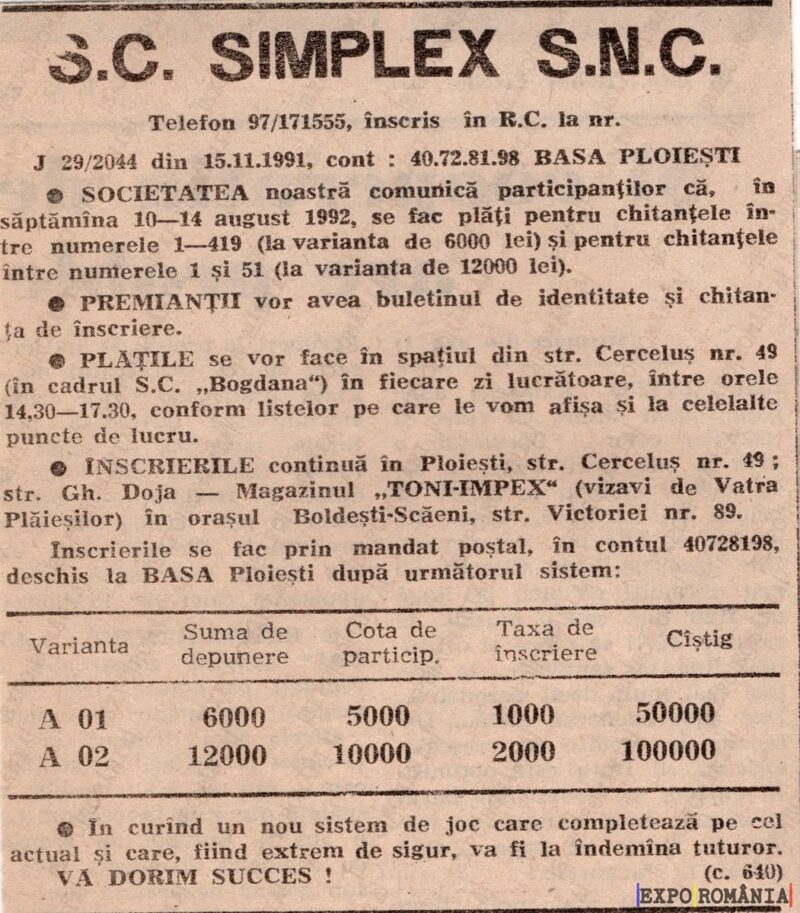 S.C. SIMPLEX S.N.C.
Telefon 97/171555, înscris în R.C. la nr.
J 29/2044 din 15.11.1991, cont : 40.72.81.98 BASA PLOIEȘTI
● SOCIETATEA noastră comunică participanților că, în
săptămîna 10—14 august 1992, se fac plăți pentru chitanțele în-
tre numerele 1—419 (la varianta de 6000 lei) și pentru chitanțele
între numerele 1 și 51 (la varianta de 12000 lei).
● PREMIANȚII vor avea buletinul de identitate și chitan-
ța de înscriere.
● PLĂȚILE se vor face în spațiul din str. Cerceluș nr. 49
(în cadrul S.C. „Bogdana“) în fiecare zi lucrătoare, între orele
14,30—17.30, conform listelor pe care le vom afișa și la celelalte
puncte de lucru.
● ÎNSCRIERILE continuă în Ploiești, str. Cerceluș nr. 49 ;
str. Gh. Doja — Magazinul „TONI-IMPEX“ (vizavi de Vatra
Plăieșilor) în orașul Boldești-Scăeni, str. Victoriei nr. 89.
Înscrierile se fac prin mandat poștal, în contul 40728198,
deschis la BASA Ploiești după următorul sistem:
Varianta Suma de depunere Cota de particip. Taxa de înscriere Cîștig
A 01 6000 5000 1000 50000
A 02 12000 10000 2000 100000
● În curînd un nou sistem de joc care completează pe cel
actual și care, fiind extrem de sigur, va fi la îndemîna tuturor.
VĂ DORIM SUCCES ! (c. 640)
EXPO ROMÂNIA